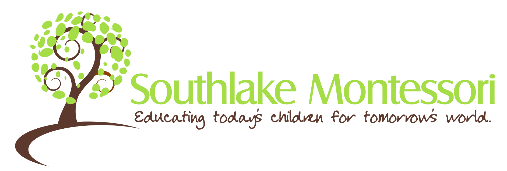 Southlake Montessori
Educating today's children for tomorrow's world.